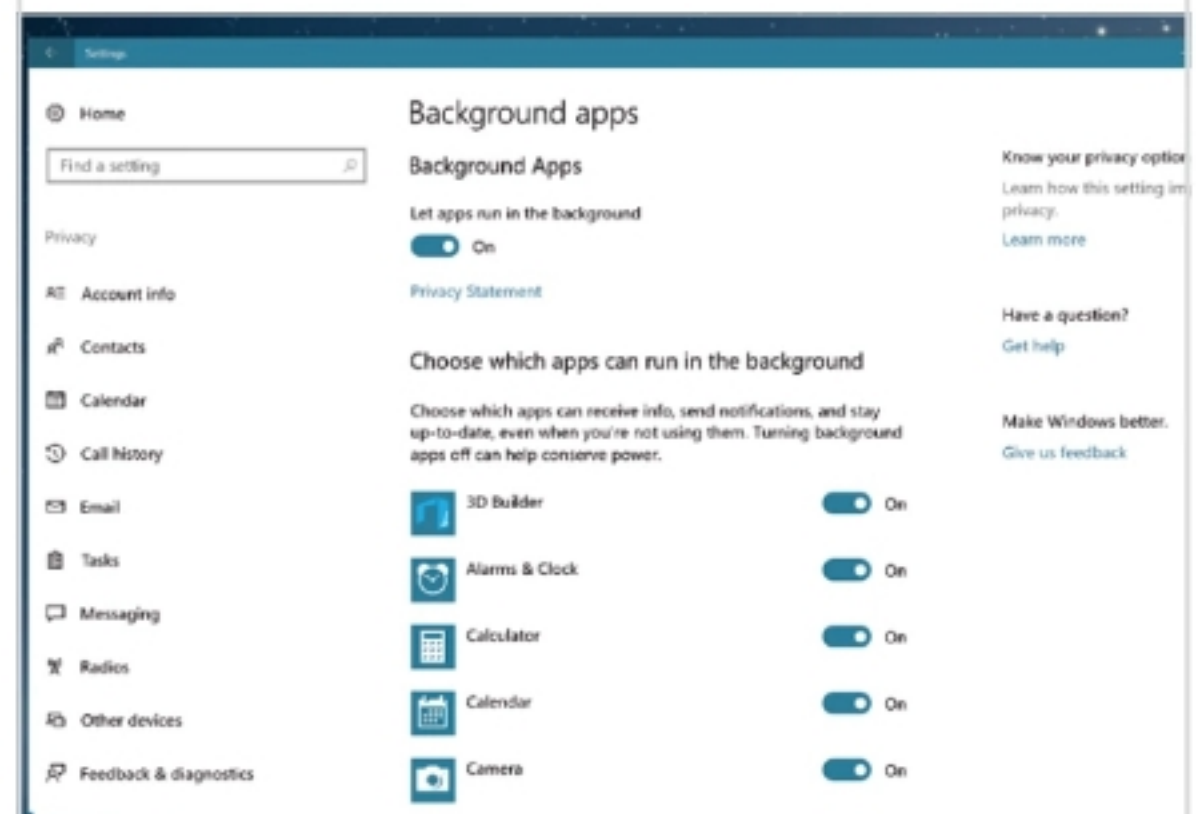 Settings
Home
Find a setting
Privacy
Account info
Contacts
Calendar
Call history
Email
Tasks
Messaging
Radios
Other devices
Feedback & diagnostics
Background apps
Background Apps
Let apps run in the background
On
Privacy Statement
Choose which apps can run in the background
Choose which apps can receive info, send notifications, and stay
up-to-date, even when you're not using them. Turning background
apps off can help conserve power.
3D Builder On
Alarms & Clock On
Calculator On
Calendar On
Camera On
Know your privacy option
Learn how this setting im
privacy.
Learn more
Have a question?
Get help
Make Windows better.
Give us feedback